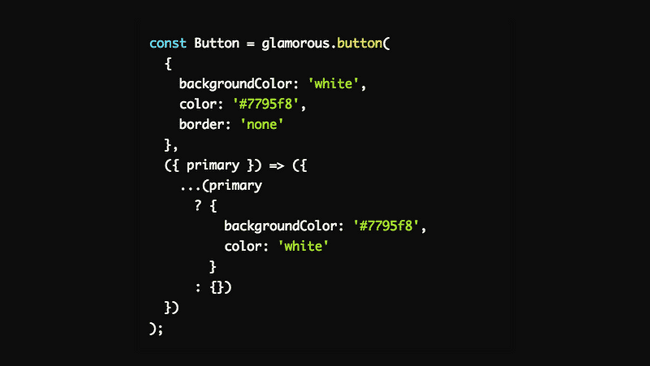 const Button = glamorous.button(
  {
    backgroundColor: 'white',
    color: '#7795f8',
    border: 'none'
  },
  ({ primary }) => ({
    ...(primary
      ? {
          backgroundColor: '#7795f8',
          color: 'white'
        }
      : {})
  })
);